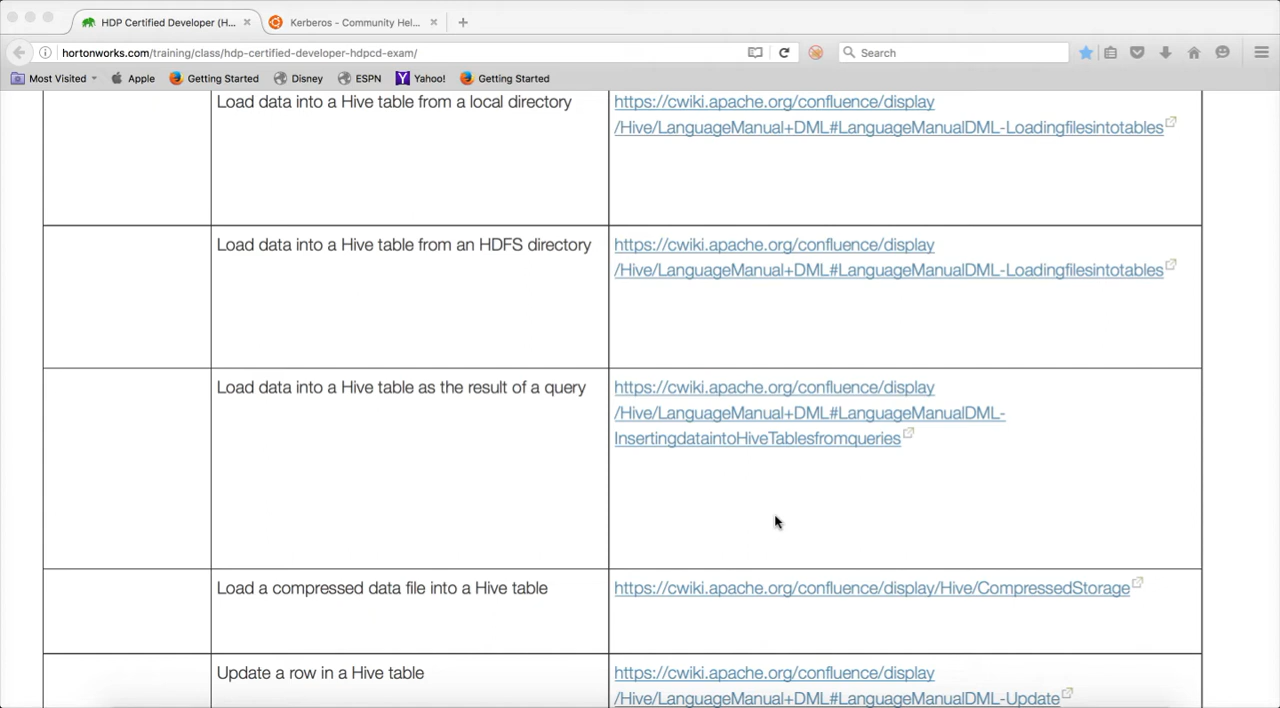 HDP Certified Developer (H...
Kerberos - Community Hel...
hortonworks.com/training/class/hdp-certified-developer-hdpcd-exam/
Search
Most Visited
Apple
Getting Started
Disney
ESPN
Yahoo!
Getting Started
Load data into a Hive table from a local directory
https://cwiki.apache.org/confluence/display
/Hive/LanguageManual+DML#LanguageManualDML-Loadingfilesintotables
Load data into a Hive table from an HDFS directory
https://cwiki.apache.org/confluence/display
/Hive/LanguageManual+DML#LanguageManualDML-Loadingfilesintotables
Load data into a Hive table as the result of a query
https://cwiki.apache.org/confluence/display
/Hive/LanguageManual+DML#LanguageManualDML-
InsertingdataintoHiveTablesfromqueries
Load a compressed data file into a Hive table
https://cwiki.apache.org/confluence/display/Hive/CompressedStorage
Update a row in a Hive table
https://cwiki.apache.org/confluence/display
/Hive/LanguageManual+DML#LanguageManualDML-Update